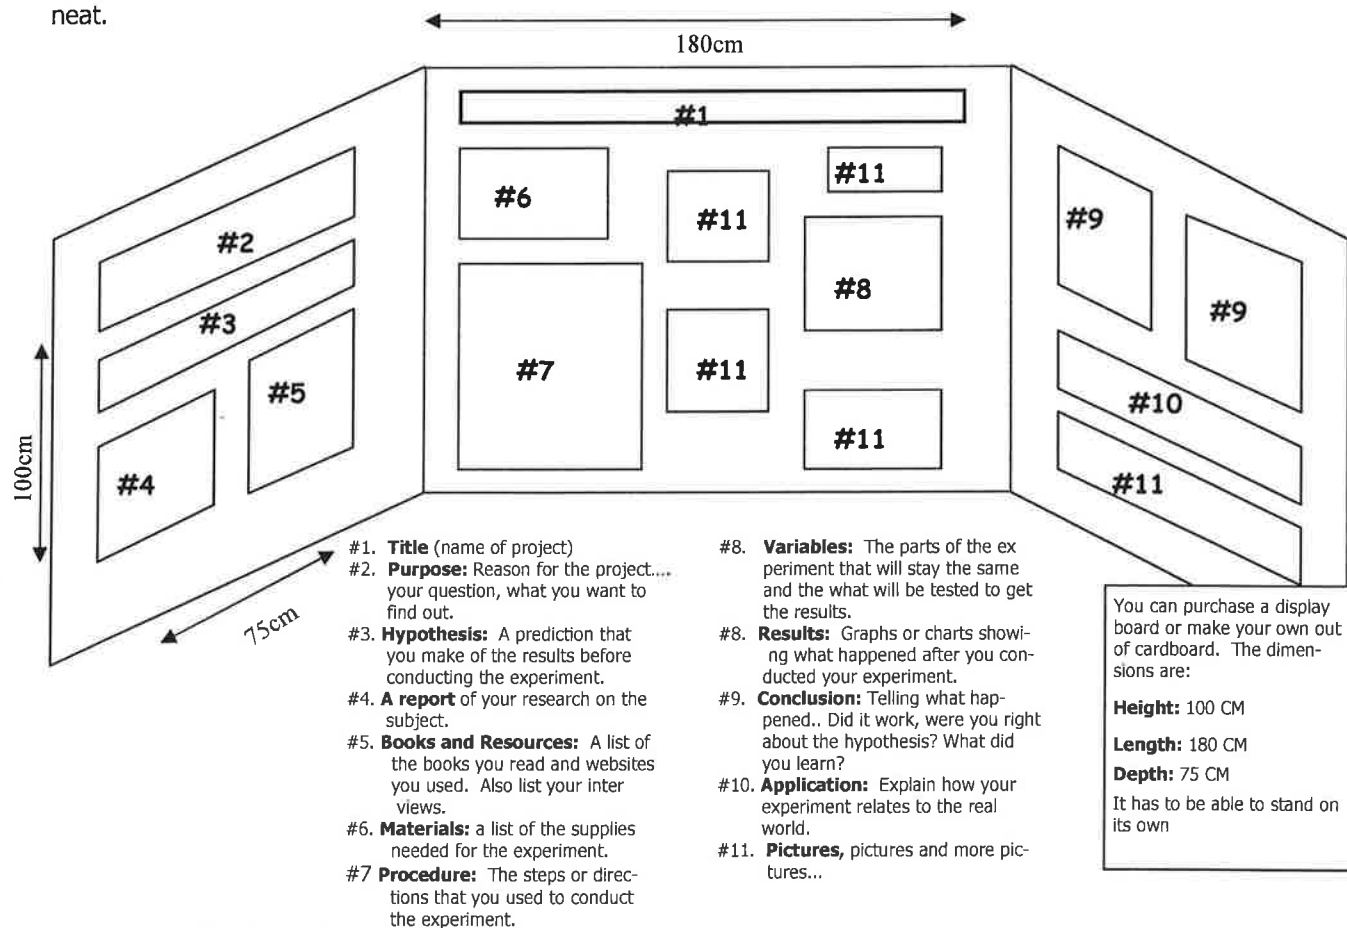 neat.
180cm
#1
#2
#3
#5
#4
100cm
75cm
#6
#11
#11
#8
#7
#11
#11
#9
#9
#10
#11
#1. Title (name of project)
#2. Purpose: Reason for the project....
your question, what you want to
find out.
#3. Hypothesis: A prediction that
you make of the results before
conducting the experiment.
#4. A report of your research on the
subject.
#5. Books and Resources: A list of
the books you read and websites
you used. Also list your inter
views.
#6. Materials: a list of the supplies
needed for the experiment.
#7 Procedure: The steps or direc-
tions that you used to conduct
the experiment.
#8. Variables: The parts of the ex
periment that will stay the same
and the what will be tested to get
the results.
#8. Results: Graphs or charts showi-
ng what happened after you con-
ducted your experiment.
#9. Conclusion: Telling what hap-
pened.. Did it work, were you right
about the hypothesis? What did
you learn?
#10. Application: Explain how your
experiment relates to the real
world.
#11. Pictures, pictures and more pic-
tures...
You can purchase a display
board or make your own out
of cardboard. The dimen-
sions are:
Height: 100 CM
Length: 180 CM
Depth: 75 CM
It has to be able to stand on
its own